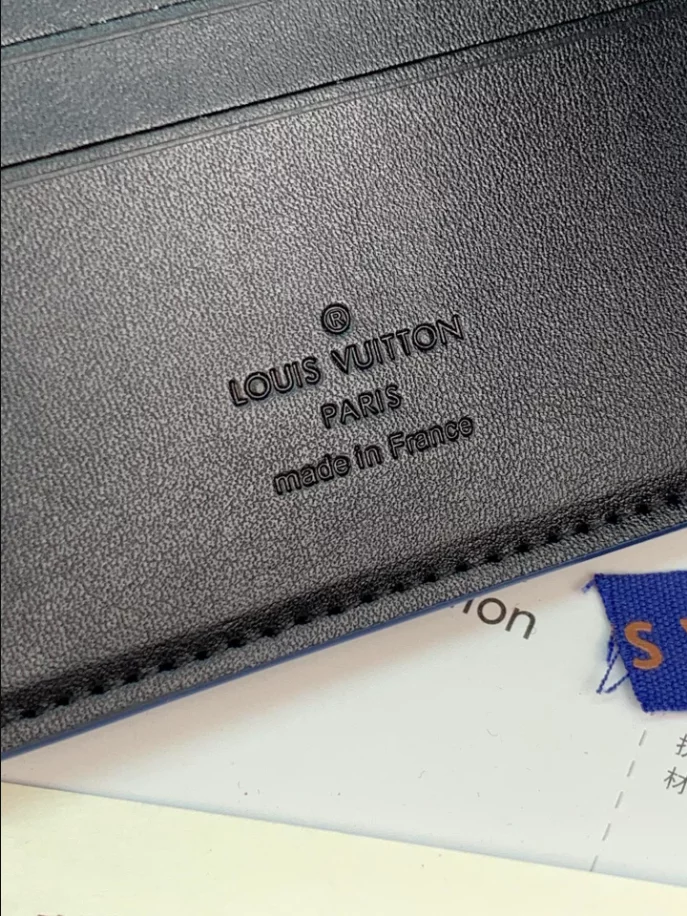 ®
LOUIS VUITTON
PARIS
made in France
ion
S V
材